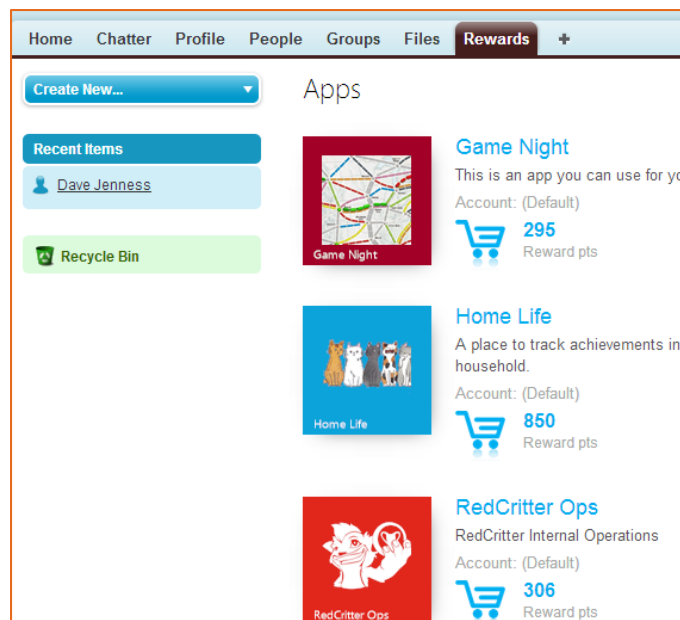 Home Chatter Profile People Groups Files Rewards +
Create New...
Apps
Recent Items
Dave Jenness
Recycle Bin
Game Night
Game Night
This is an app you can use for
Account: (Default)
295
Reward pts
Home Life
Home Life
A place to track achievements in
household.
Account: (Default)
850
Reward pts
RedCritter Ops
RedCritter Ops
RedCritter Internal Operations
Account: (Default)
306
Reward pts